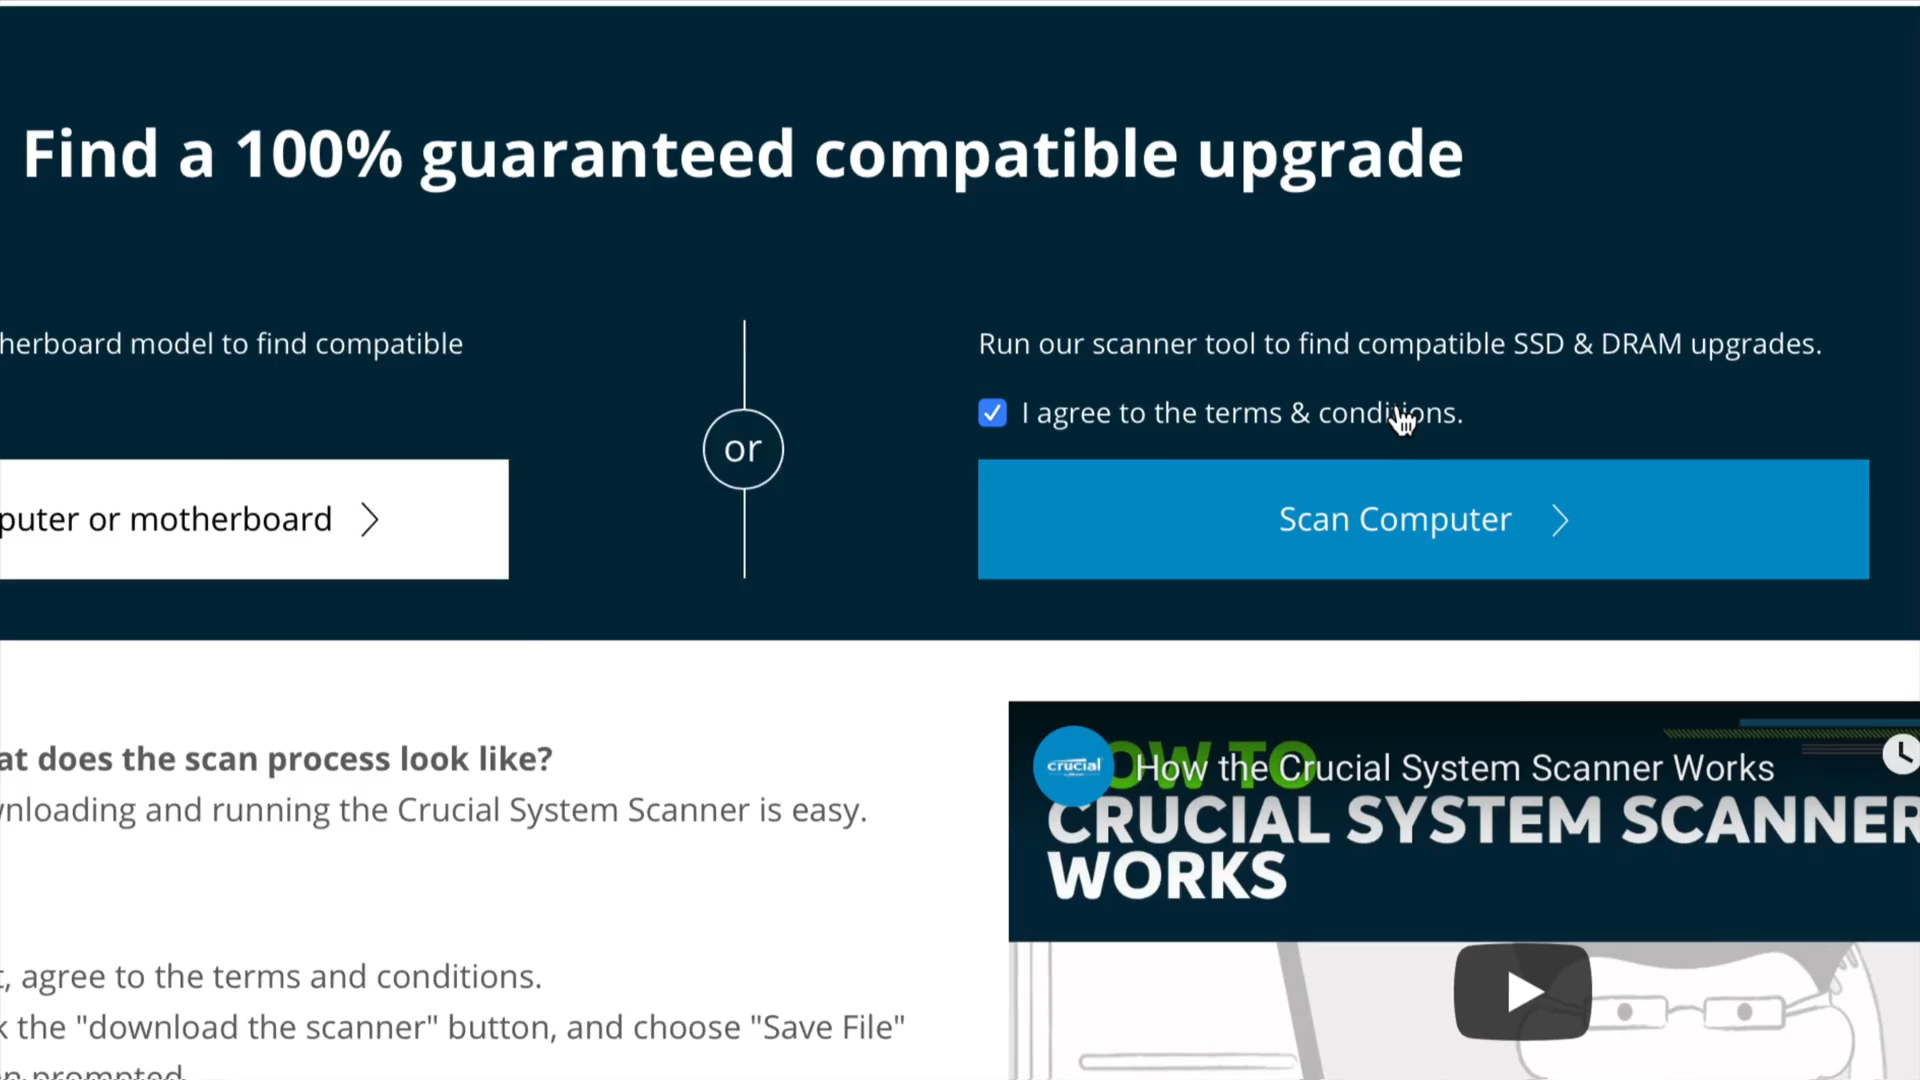 Find a 100% guaranteed compatible upgrade
herboard model to find compatible
puter or motherboard
or
Run our scanner tool to find compatible SSD & DRAM upgrades.
I agree to the terms & conditions.
Scan Computer
at does the scan process look like?
nloading and running the Crucial System Scanner is easy.
, agree to the terms and conditions.
k the "download the scanner" button, and choose "Save File"
n prompted.
crucial
How the Crucial System Scanner Works
OW TO
CRUCIAL SYSTEM SCANNER
WORKS